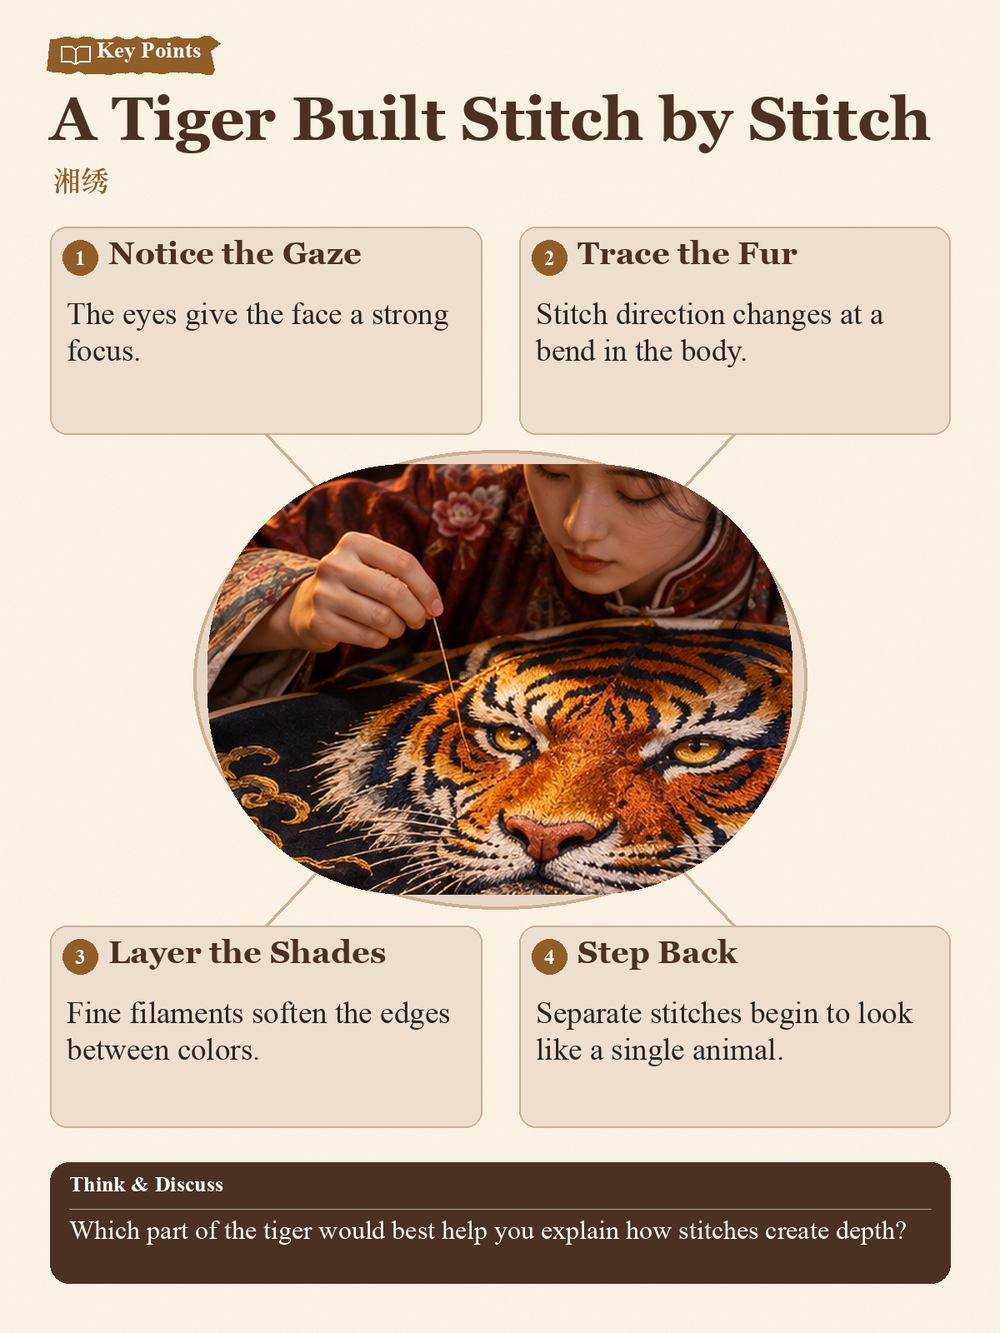 Key Points
A Tiger Built Stitch by Stitch
湘绣
1 Notice the Gaze
The eyes give the face a strong
focus.
2 Trace the Fur
Stitch direction changes at a
bend in the body.
3 Layer the Shades
Fine filaments soften the edges
between colors.
4 Step Back
Separate stitches begin to look
like a single animal.
Think & Discuss
Which part of the tiger would best help you explain how stitches create depth?